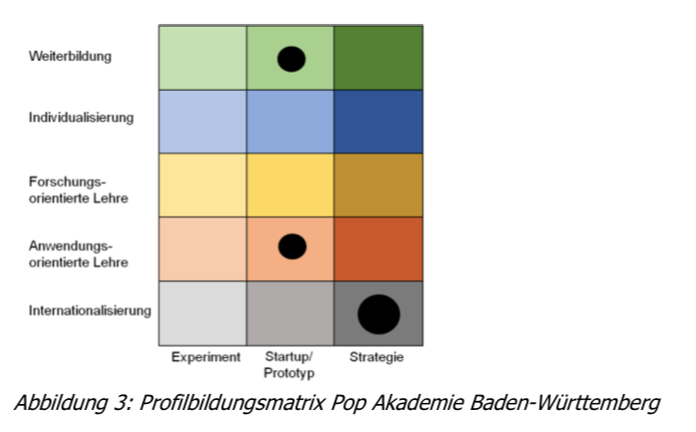 Weiterbildung
Individualisierung
Forschungs-
orientierte Lehre
Anwendungs-
orientierte Lehre
Internationalisierung
Experiment
Startup/
Prototyp
Strategie
Abbildung 3: Profilbildungsmatrix Pop Akademie Baden-Württemberg